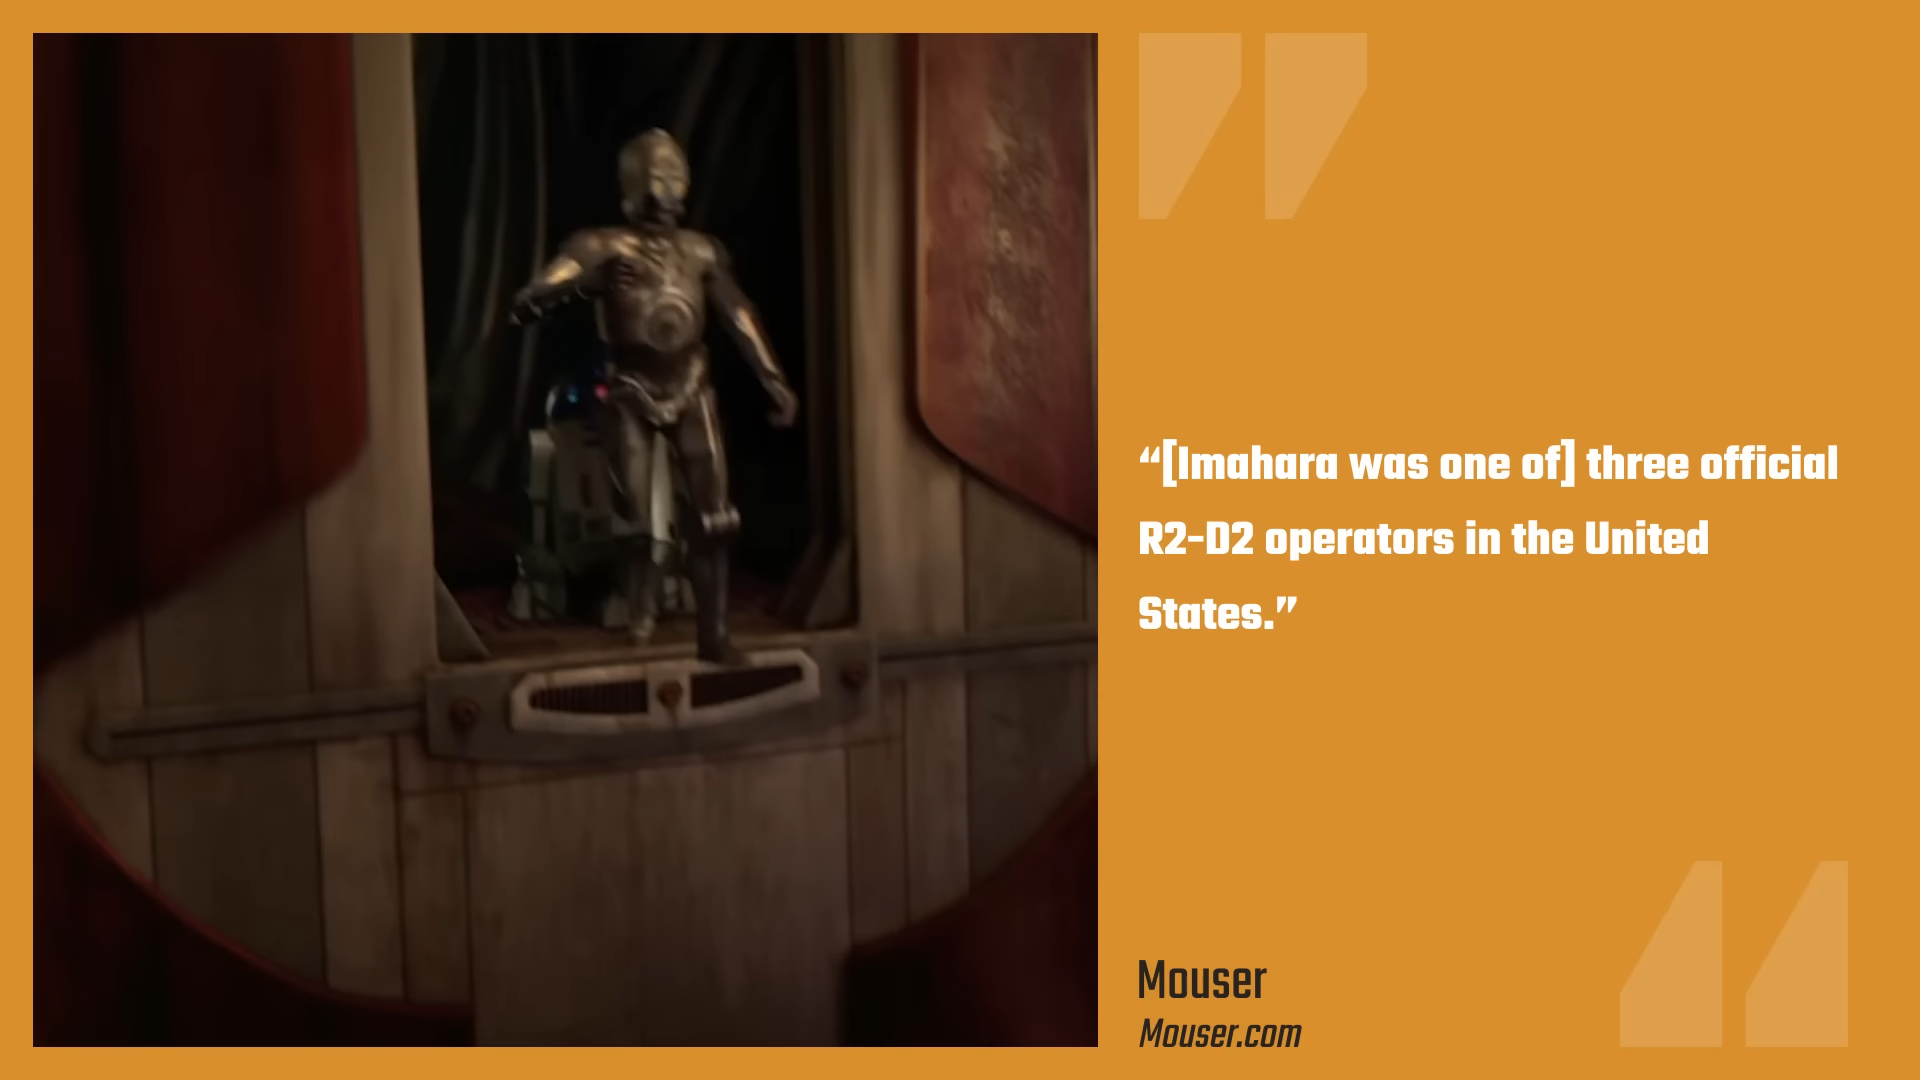 “[Imahara was one of] three official
R2-D2 operators in the United
States.”
Mouser
Mouser.com